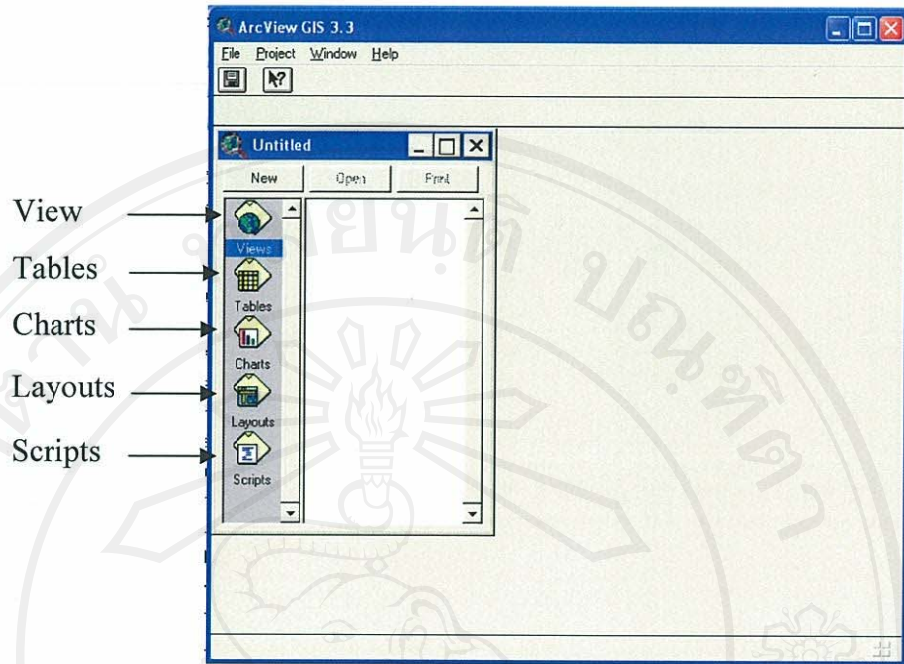 ArcView GIS 3.3
File Project Window Help
Untitled
New Open Print
View
Views
Tables
Tables
Charts
Charts
Layouts
Layouts
Scripts
Scripts